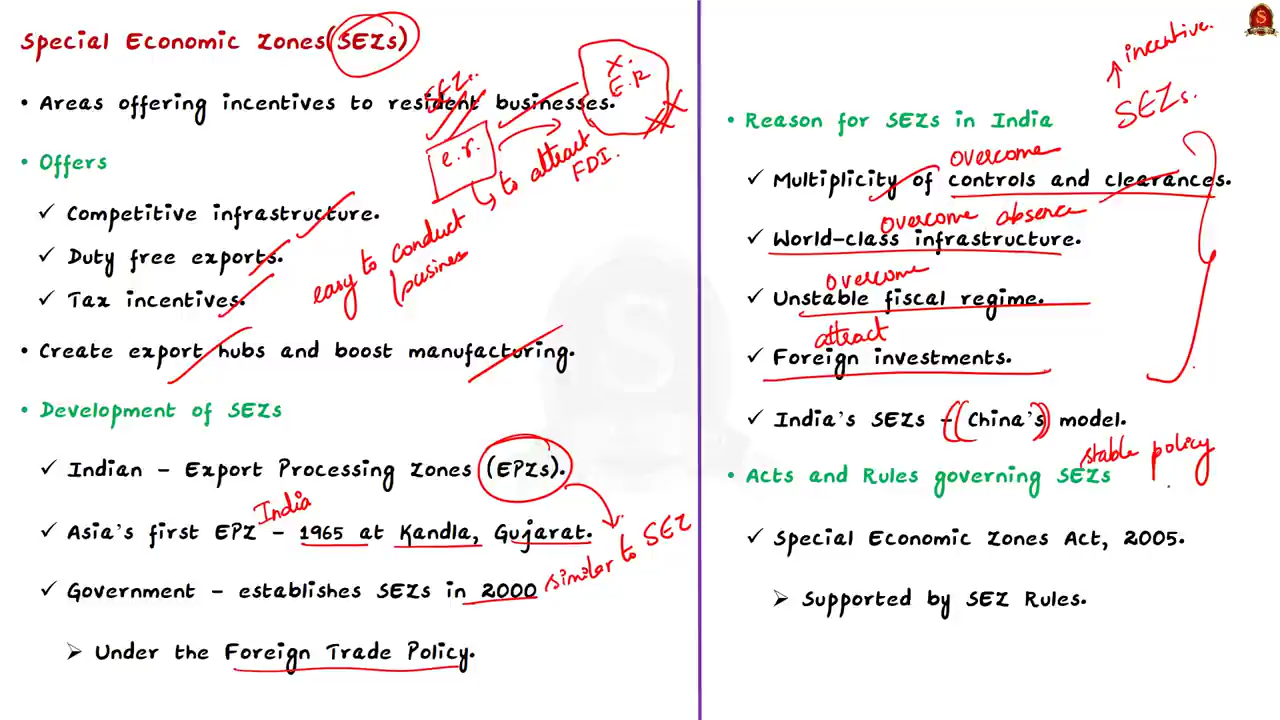 Special Economic Zones(SEZs)
• Areas offering incentives to resident businesses.
• Offers
✓ Competitive infrastructure.
✓ Duty free exports.
✓ Tax incentives.
• Create export hubs and boost manufacturing.
• Development of SEZs
✓ Indian – Export Processing Zones (EPZs).
✓ Asia's first EPZ – 1965 at Kandla, Gujarat.
✓ Government – establishes SEZs in 2000
➢ Under the Foreign Trade Policy.
SEZ..
X.
E.R
e.r.
to attract
FDI.
easy to conduct
business
India
similar to SEZ
incentive.
SEZs.
• Reason for SEZs in India
overcome
✓ Multiplicity of controls and clearances.
overcome absence
✓ World-class infrastructure.
overcome
✓ Unstable fiscal regime.
attract
✓ Foreign investments.
✓ India's SEZs – China's model.
stable policy
• Acts and Rules governing SEZs
✓ Special Economic Zones Act, 2005.
➢ Supported by SEZ Rules.
S
S